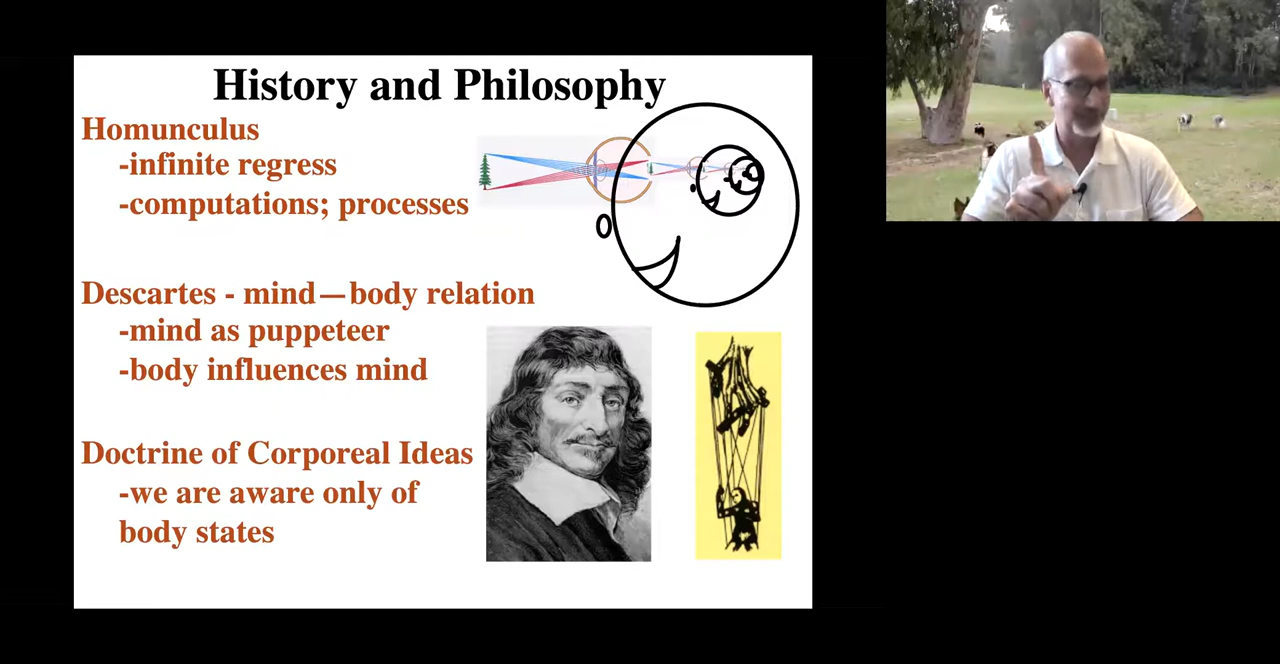 History and Philosophy
Homunculus
-infinite regress
-computations; processes
Descartes - mind—body relation
-mind as puppeteer
-body influences mind
Doctrine of Corporeal Ideas
-we are aware only of
body states